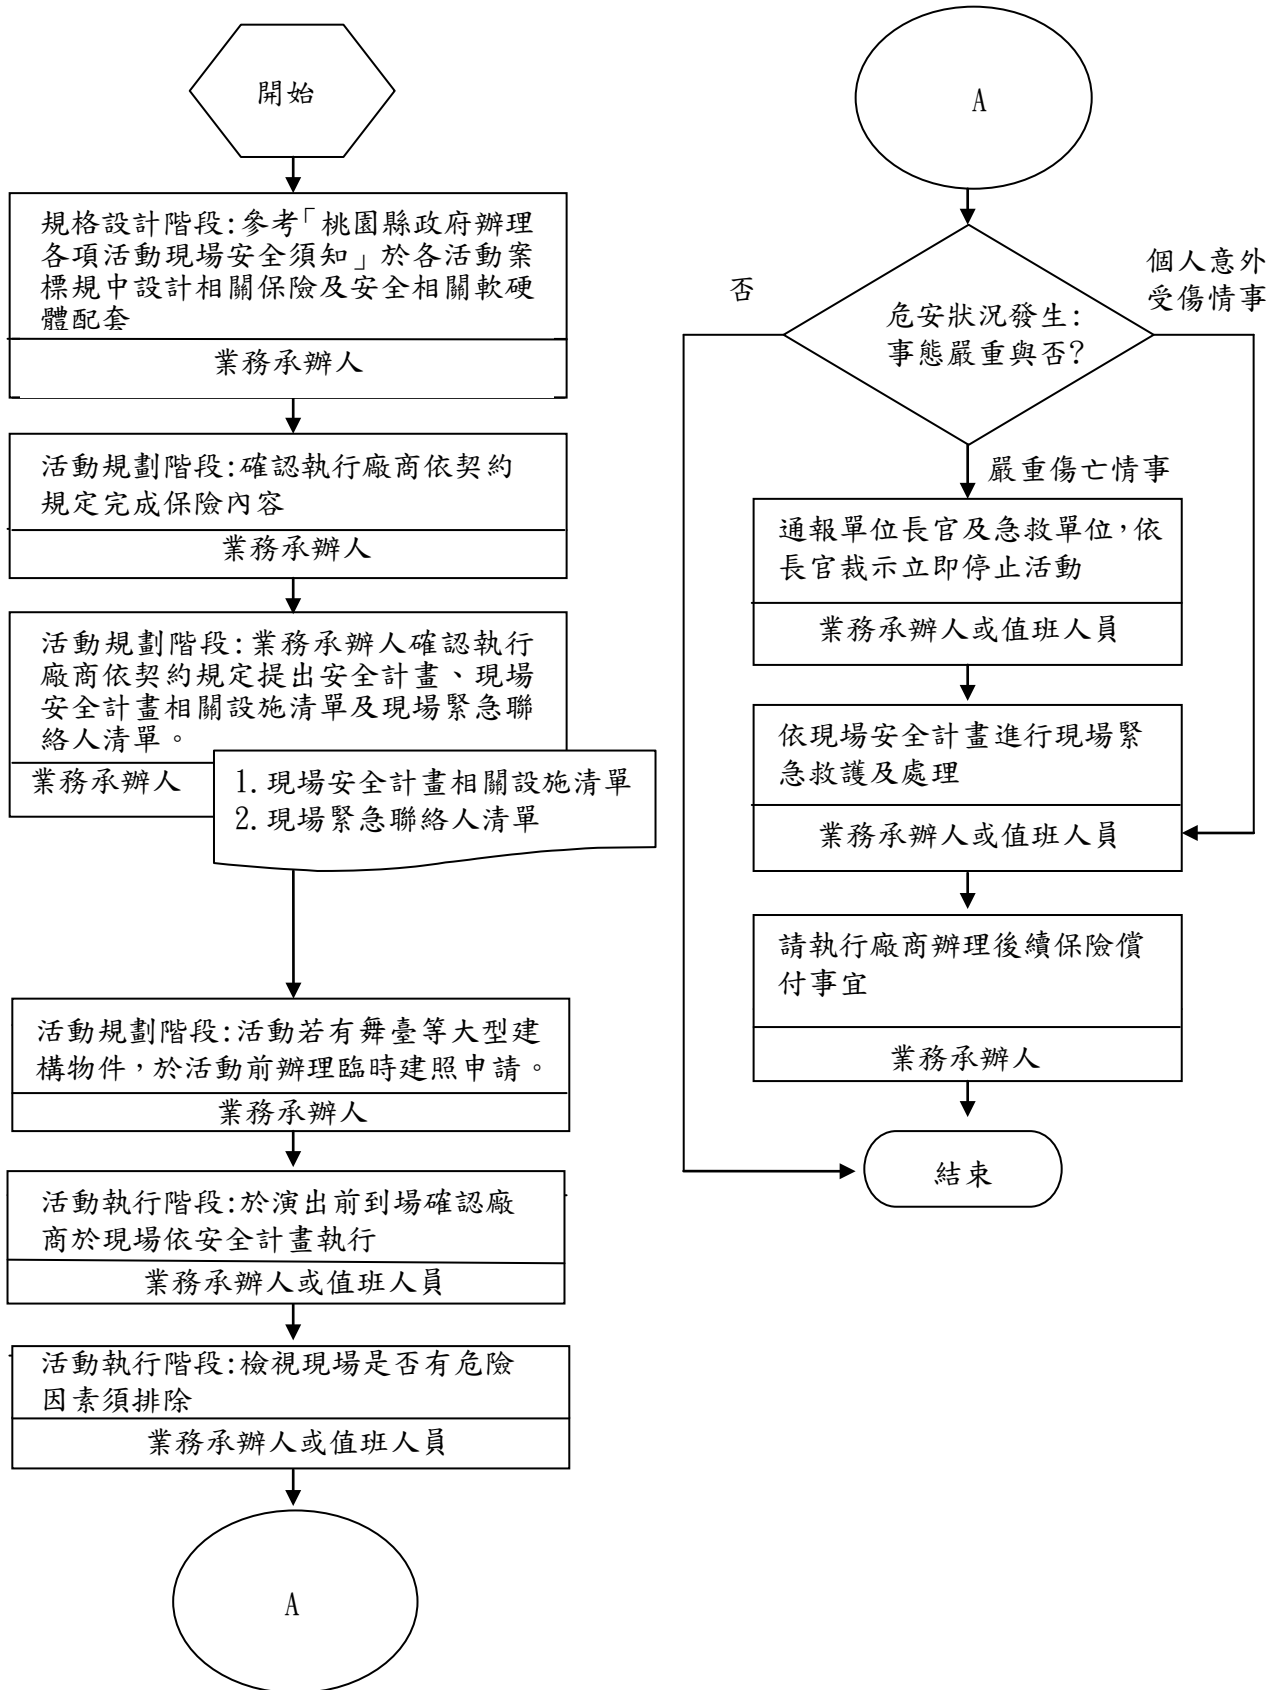 開始
規格設計階段:參考「桃園縣政府辦理
各項活動現場安全須知」於各活動案
標規中設計相關保險及安全相關軟硬
體配套
業務承辦人
活動規劃階段:確認執行廠商依契約
規定完成保險內容
業務承辦人
活動規劃階段:業務承辦人確認執行
廠商依契約規定提出安全計畫、現場
安全計畫相關設施清單及現場緊急聯
絡人清單。
業務承辦人
1.現場安全計畫相關設施清單
2.現場緊急聯絡人清單
活動規劃階段:活動若有舞臺等大型建
構物件,於活動前辦理臨時建照申請。
業務承辦人
活動執行階段:於演出前到場確認廠
商於現場依安全計畫執行
業務承辦人或值班人員
活動執行階段:檢視現場是否有危險
因素須排除
業務承辦人或值班人員
A
A
危安狀況發生:
事態嚴重與否?
否
個人意外
受傷情事
嚴重傷亡情事
通報單位長官及急救單位,依
長官裁示立即停止活動
業務承辦人或值班人員
依現場安全計畫進行現場緊
急救護及處理
業務承辦人或值班人員
請執行廠商辦理後續保險償
付事宜
業務承辦人
結束